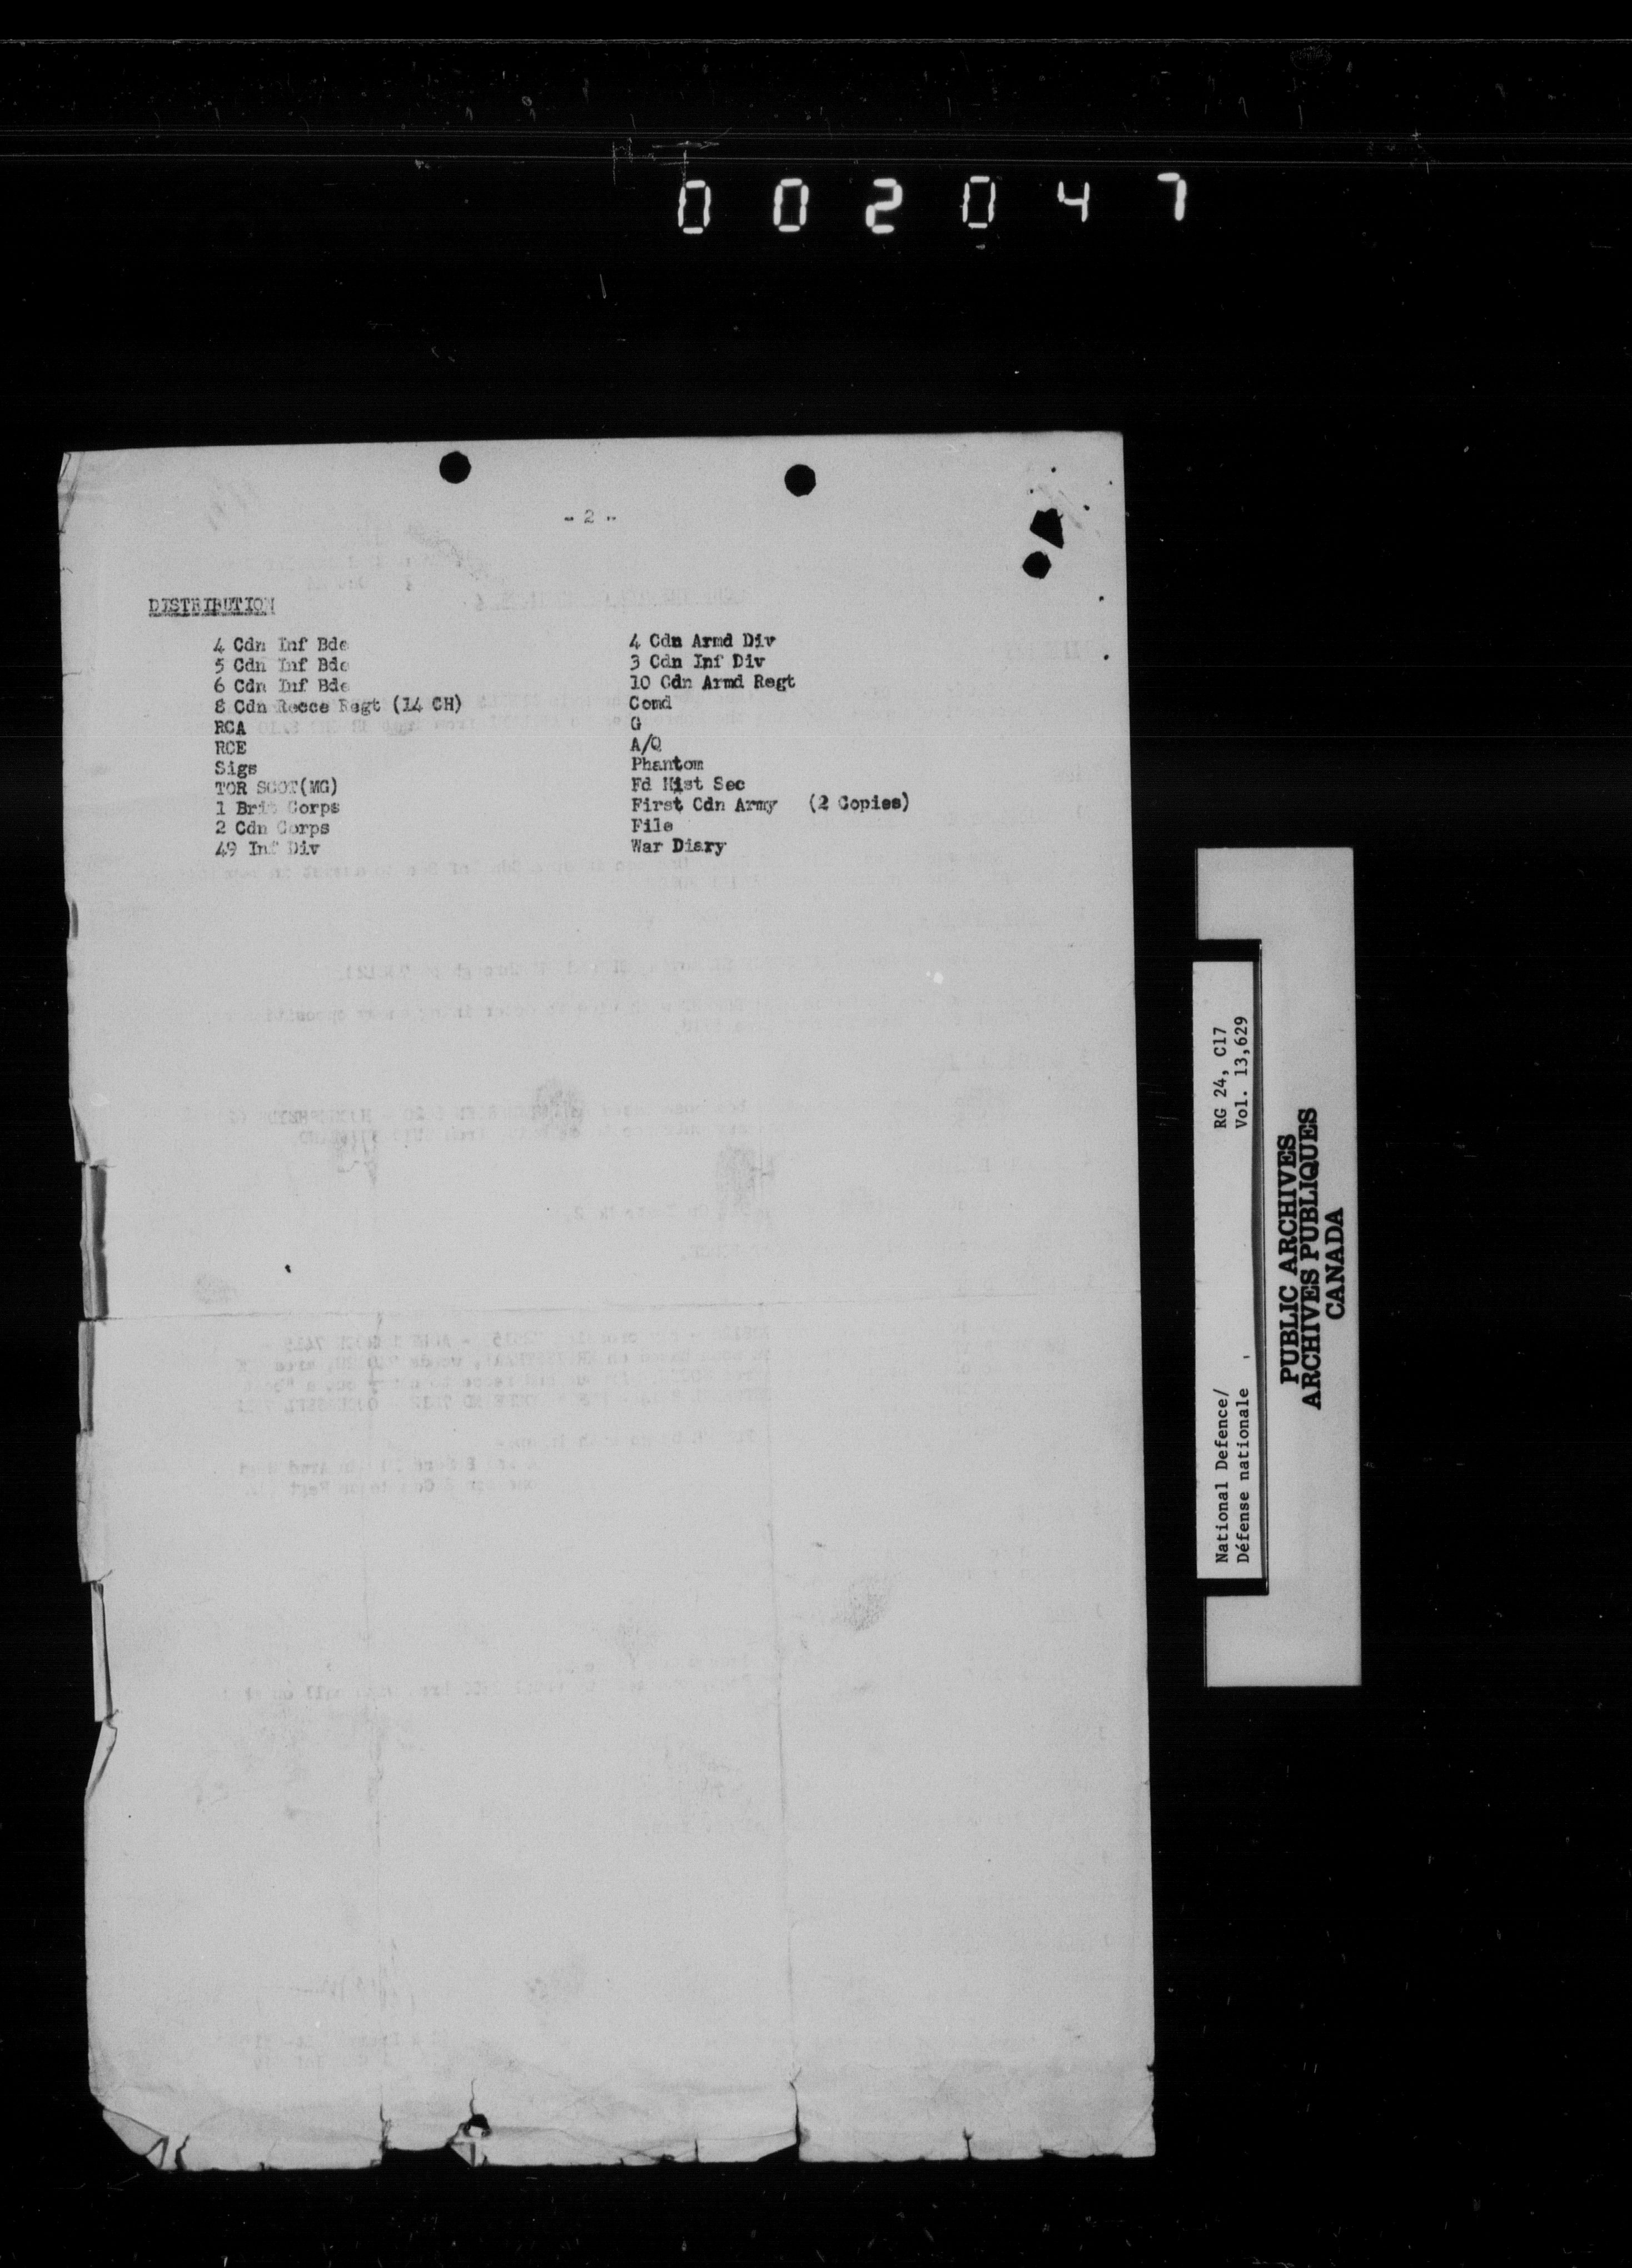 0 0 2 0 4 7
- 2 -
DISTRIBUTION
4 Cdn Inf Bde
5 Cdn Inf Bde
6 Cdn Inf Bde
8 Cdn Recce Regt (14 CH)
RCA
RCE
Sigs
TOR SCOT(MG)
1 Brit Corps
2 Cdn Corps
49 Inf Div
4 Cdn Armd Div
3 Cdn Inf Div
10 Cdn Armd Regt
Comd
G
A/Q
Phantom
Fd Hist Sec
First Cdn Army (2 Copies)
File
War Diary
National Defence/ RG 24, C17
Défense nationale Vol. 13,629
PUBLIC ARCHIVES
ARCHIVES PUBLIQUES
CANADA